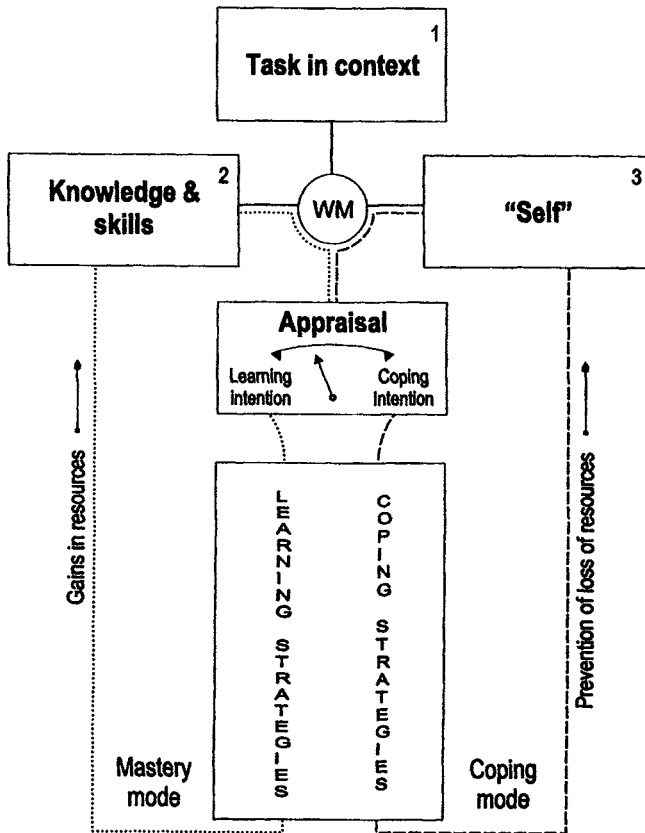 1
Task in context
2
Knowledge &
skills
WM
3
“Self”
Appraisal
Learning
intention
Coping
intention
Gains in resources
LEARNING STRATEGIES
COPING STRATEGIES
Prevention of loss of resources
Mastery
mode
Coping
mode